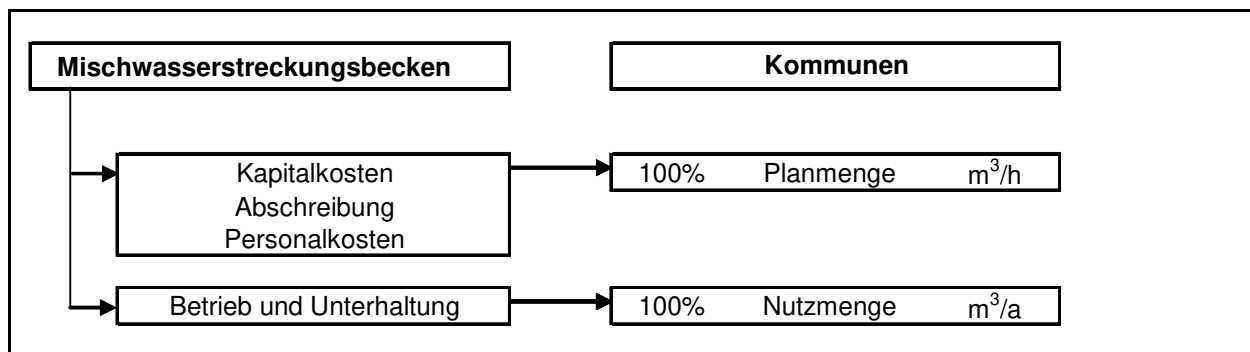 Mischwasserstreckungsbecken
Kommunen
Kapitalkosten
Abschreibung
Personalkosten
100% Planmenge m³/h
Betrieb und Unterhaltung
100% Nutzmenge m³/a